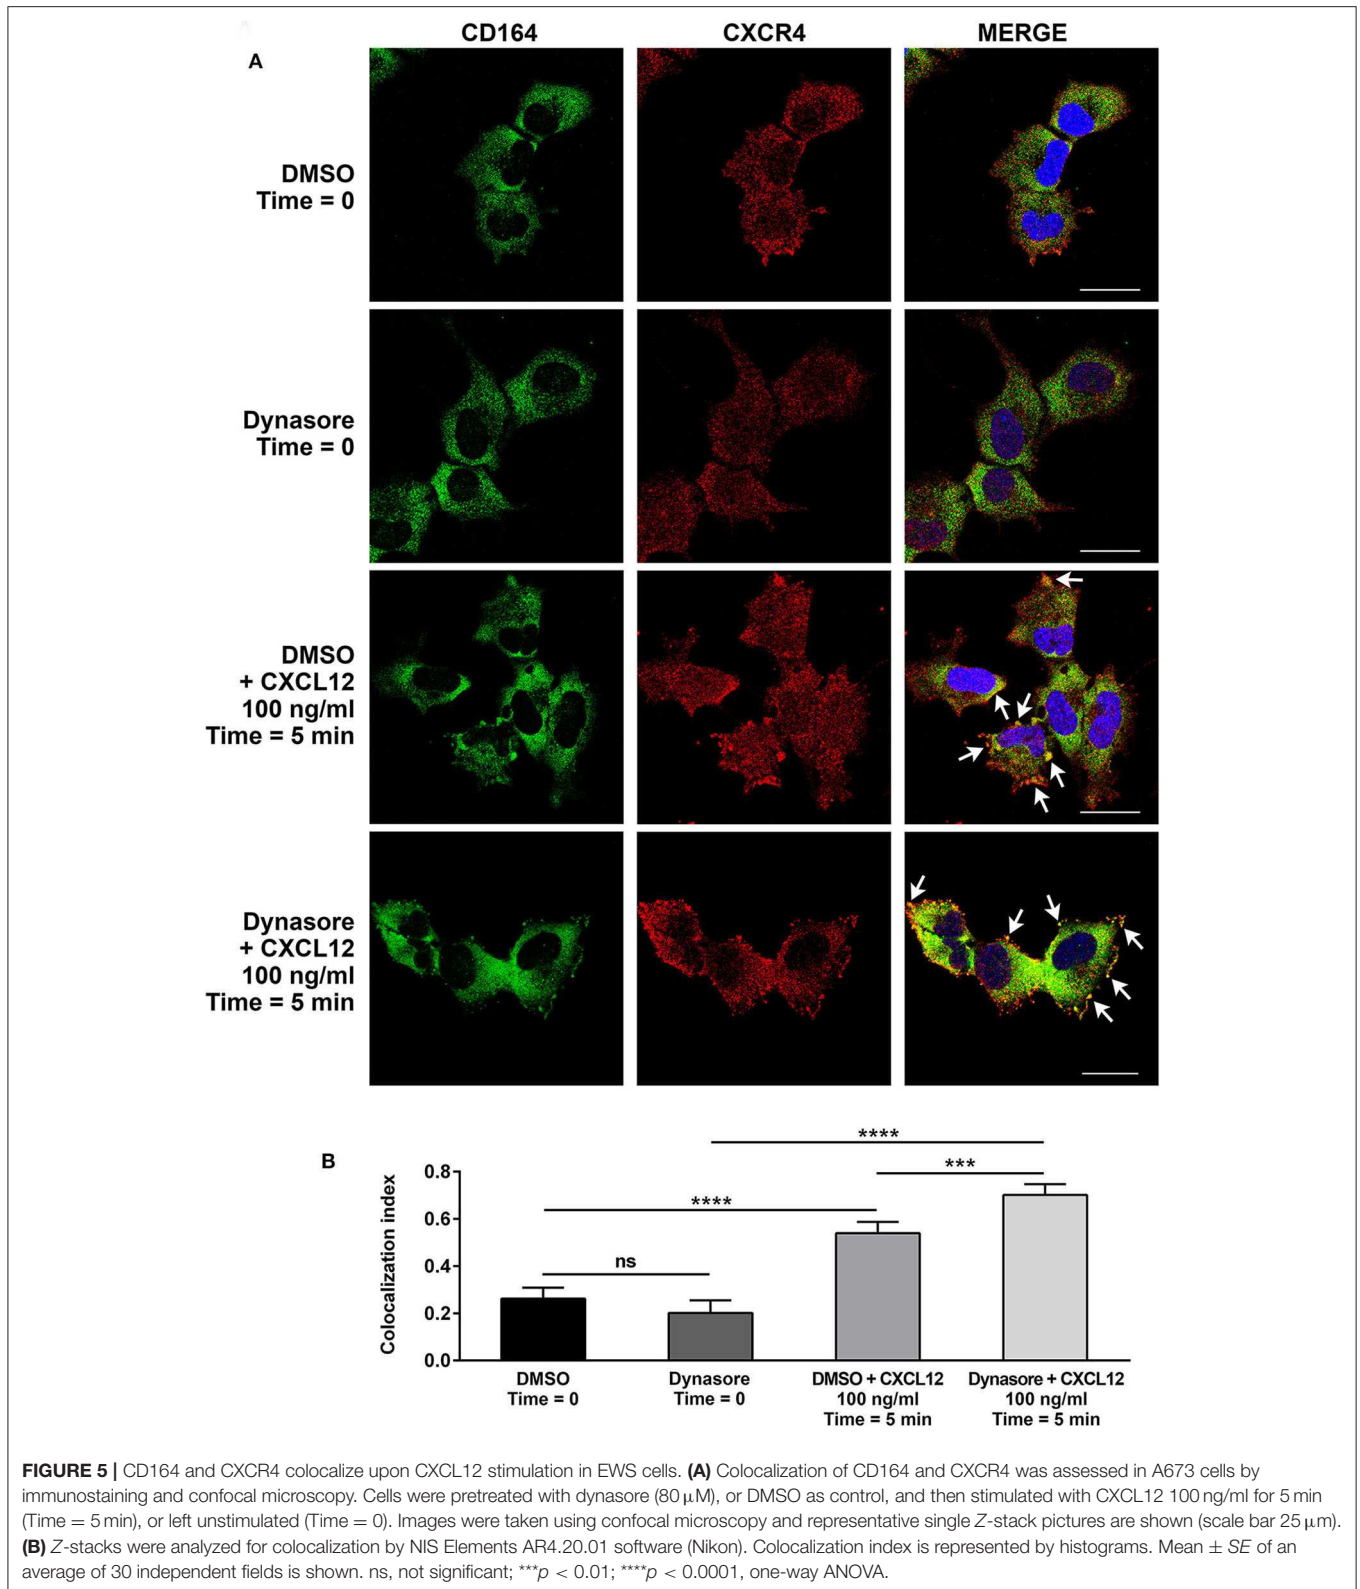 CD164 CXCR4 MERGE
A
DMSO
Time = 0
Dynasore
Time = 0
DMSO
+ CXCL12
100 ng/ml
Time = 5 min
Dynasore
+ CXCL12
100 ng/ml
Time = 5 min
B
Colocalization index
0.8
0.6
0.4
0.2
0.0
ns
****
****
***
DMSO
Time = 0
Dynasore
Time = 0
DMSO + CXCL12
100 ng/ml
Time = 5 min
Dynasore + CXCL12
100 ng/ml
Time = 5 min
FIGURE 5 | CD164 and CXCR4 colocalize upon CXCL12 stimulation in EWS cells. (A) Colocalization of CD164 and CXCR4 was assessed in A673 cells by
immunostaining and confocal microscopy. Cells were pretreated with dynasore (80 μM), or DMSO as control, and then stimulated with CXCL12 100 ng/ml for 5 min
(Time = 5 min), or left unstimulated (Time = 0). Images were taken using confocal microscopy and representative single Z-stack pictures are shown (scale bar 25 μm).
(B) Z-stacks were analyzed for colocalization by NIS Elements AR4.20.01 software (Nikon). Colocalization index is represented by histograms. Mean ± SE of an
average of 30 independent fields is shown. ns, not significant; ***p < 0.01; ****p < 0.0001, one-way ANOVA.